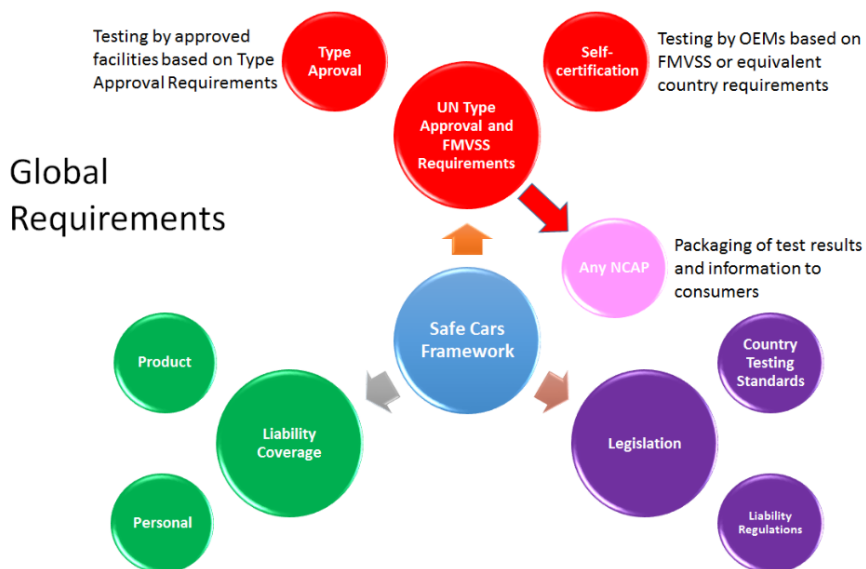 Testing by approved
facilities based on Type
Approval Requirements
Type
Aproval
Self-
certification
Testing by OEMs based on
FMVSS or equivalent
country requirements
UN Type
Approval and
FMVSS
Requirements
Global
Requirements
Any NCAP
Packaging of test results
and information to
consumers
Safe Cars
Framework
Product
Country
Testing
Standards
Liability
Coverage
Legislation
Personal
Liability
Regulations